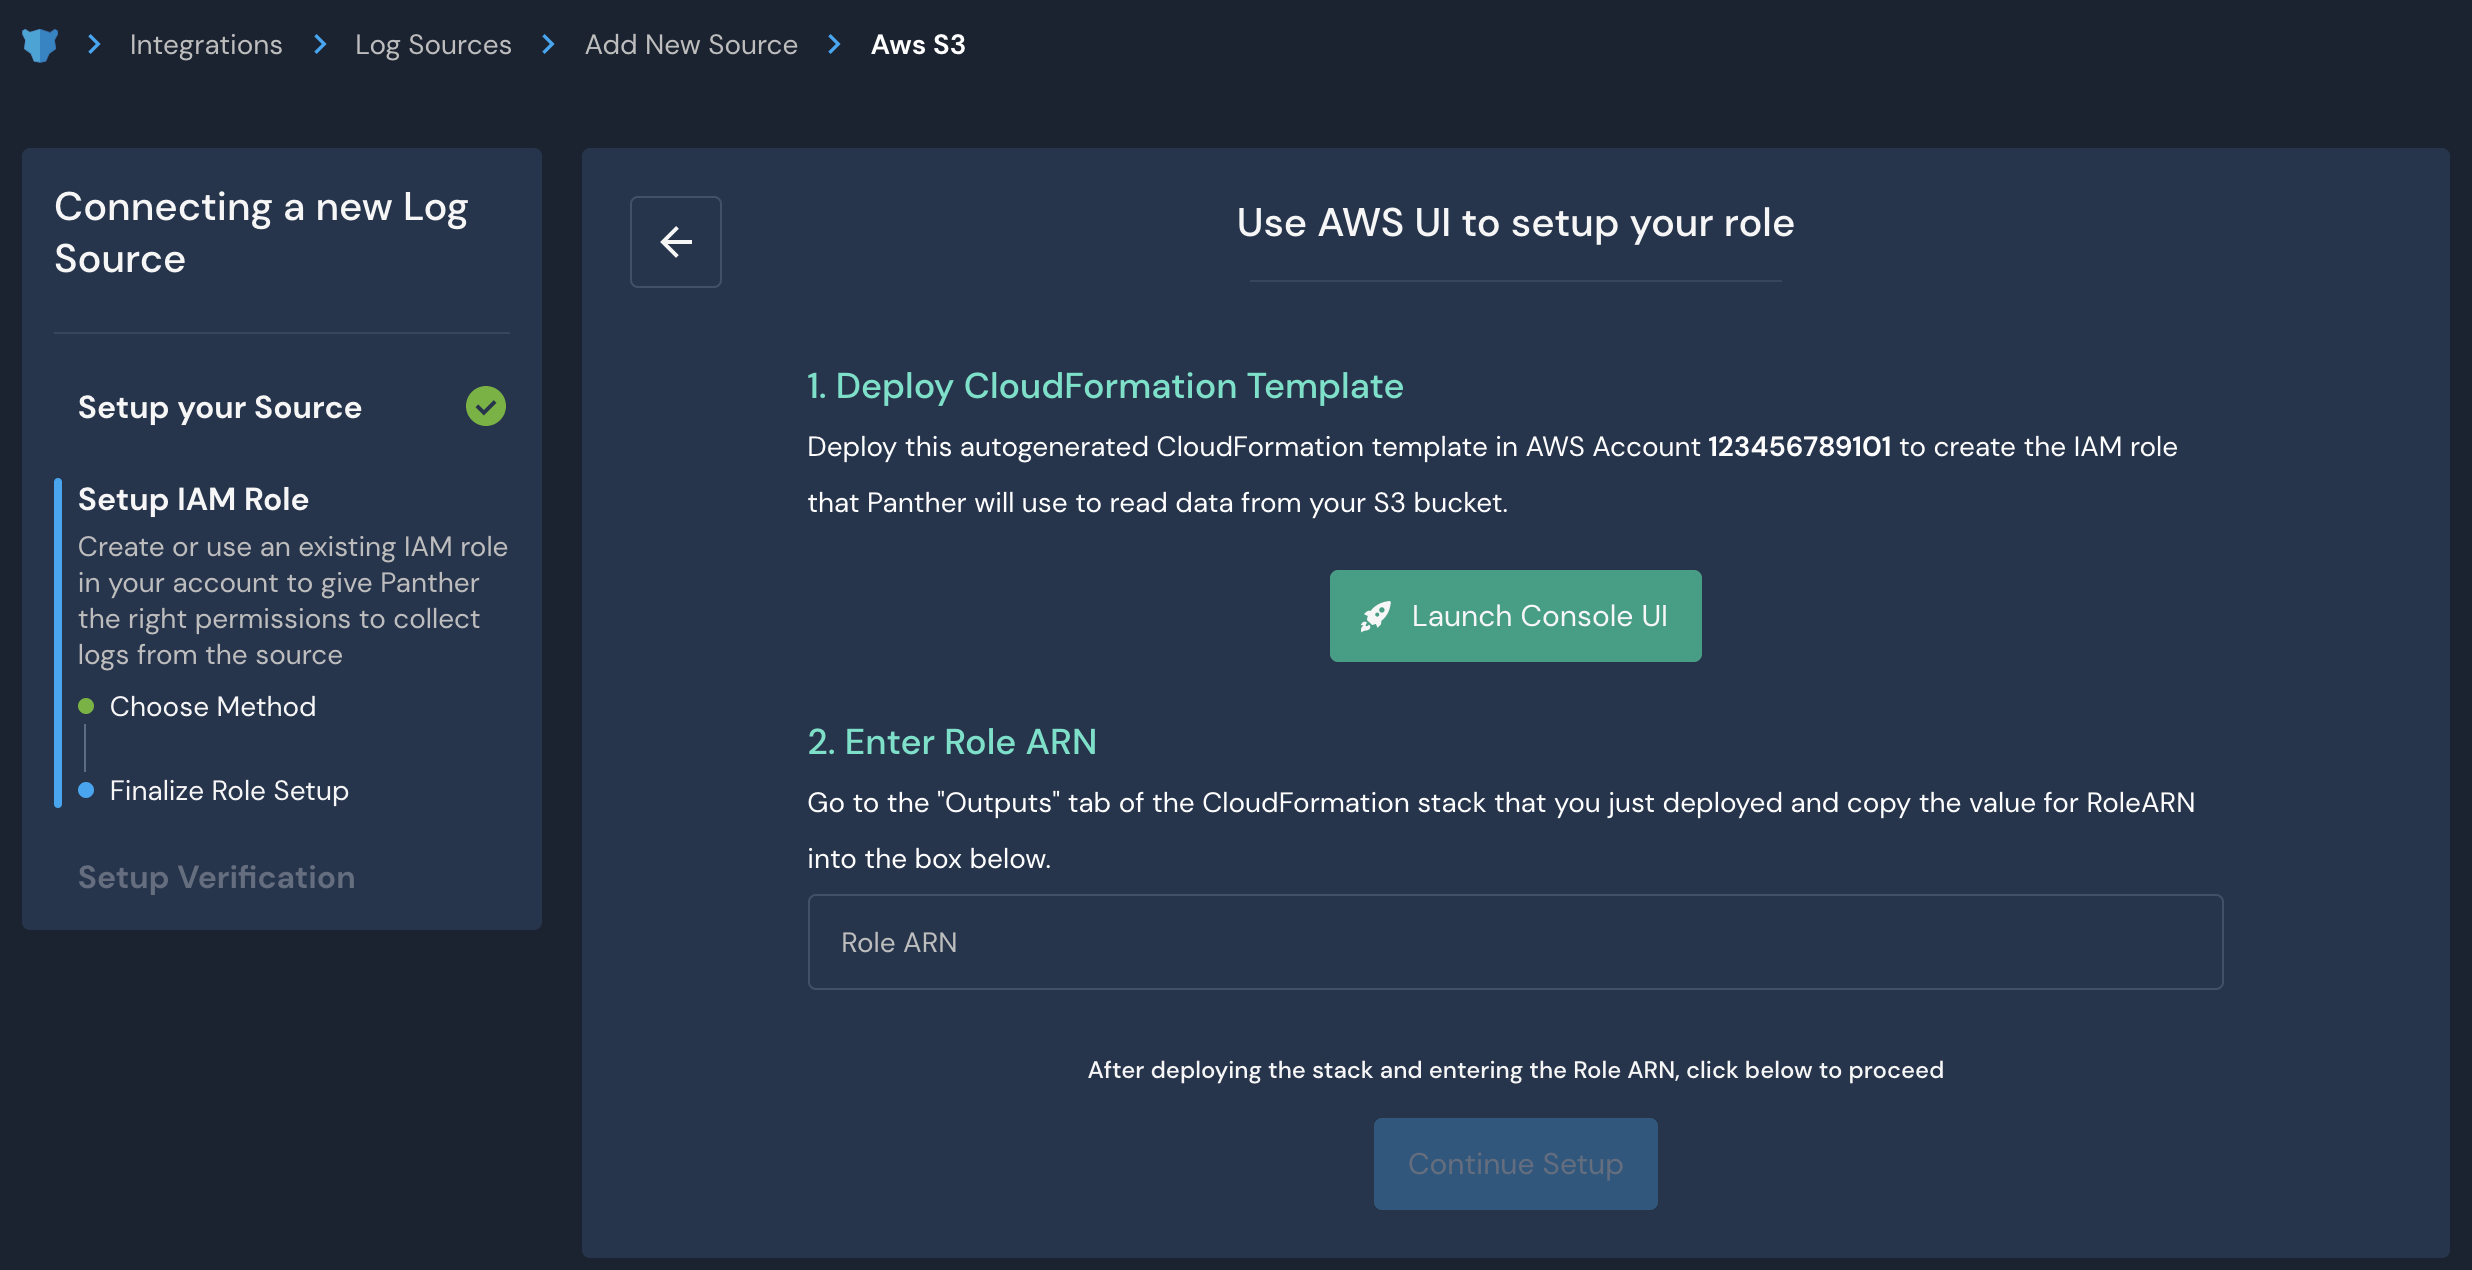 Integrations
Log Sources
Add New Source
Aws S3
Connecting a new Log
Source
Setup your Source
Setup IAM Role
Create or use an existing IAM role
in your account to give Panther
the right permissions to collect
logs from the source
Choose Method
Finalize Role Setup
Setup Verification
Use AWS UI to setup your role
1. Deploy CloudFormation Template
Deploy this autogenerated CloudFormation template in AWS Account 123456789101 to create the IAM role
that Panther will use to read data from your S3 bucket.
Launch Console UI
2. Enter Role ARN
Go to the "Outputs" tab of the CloudFormation stack that you just deployed and copy the value for RoleARN
into the box below.
Role ARN
After deploying the stack and entering the Role ARN, click below to proceed
Continue Setup